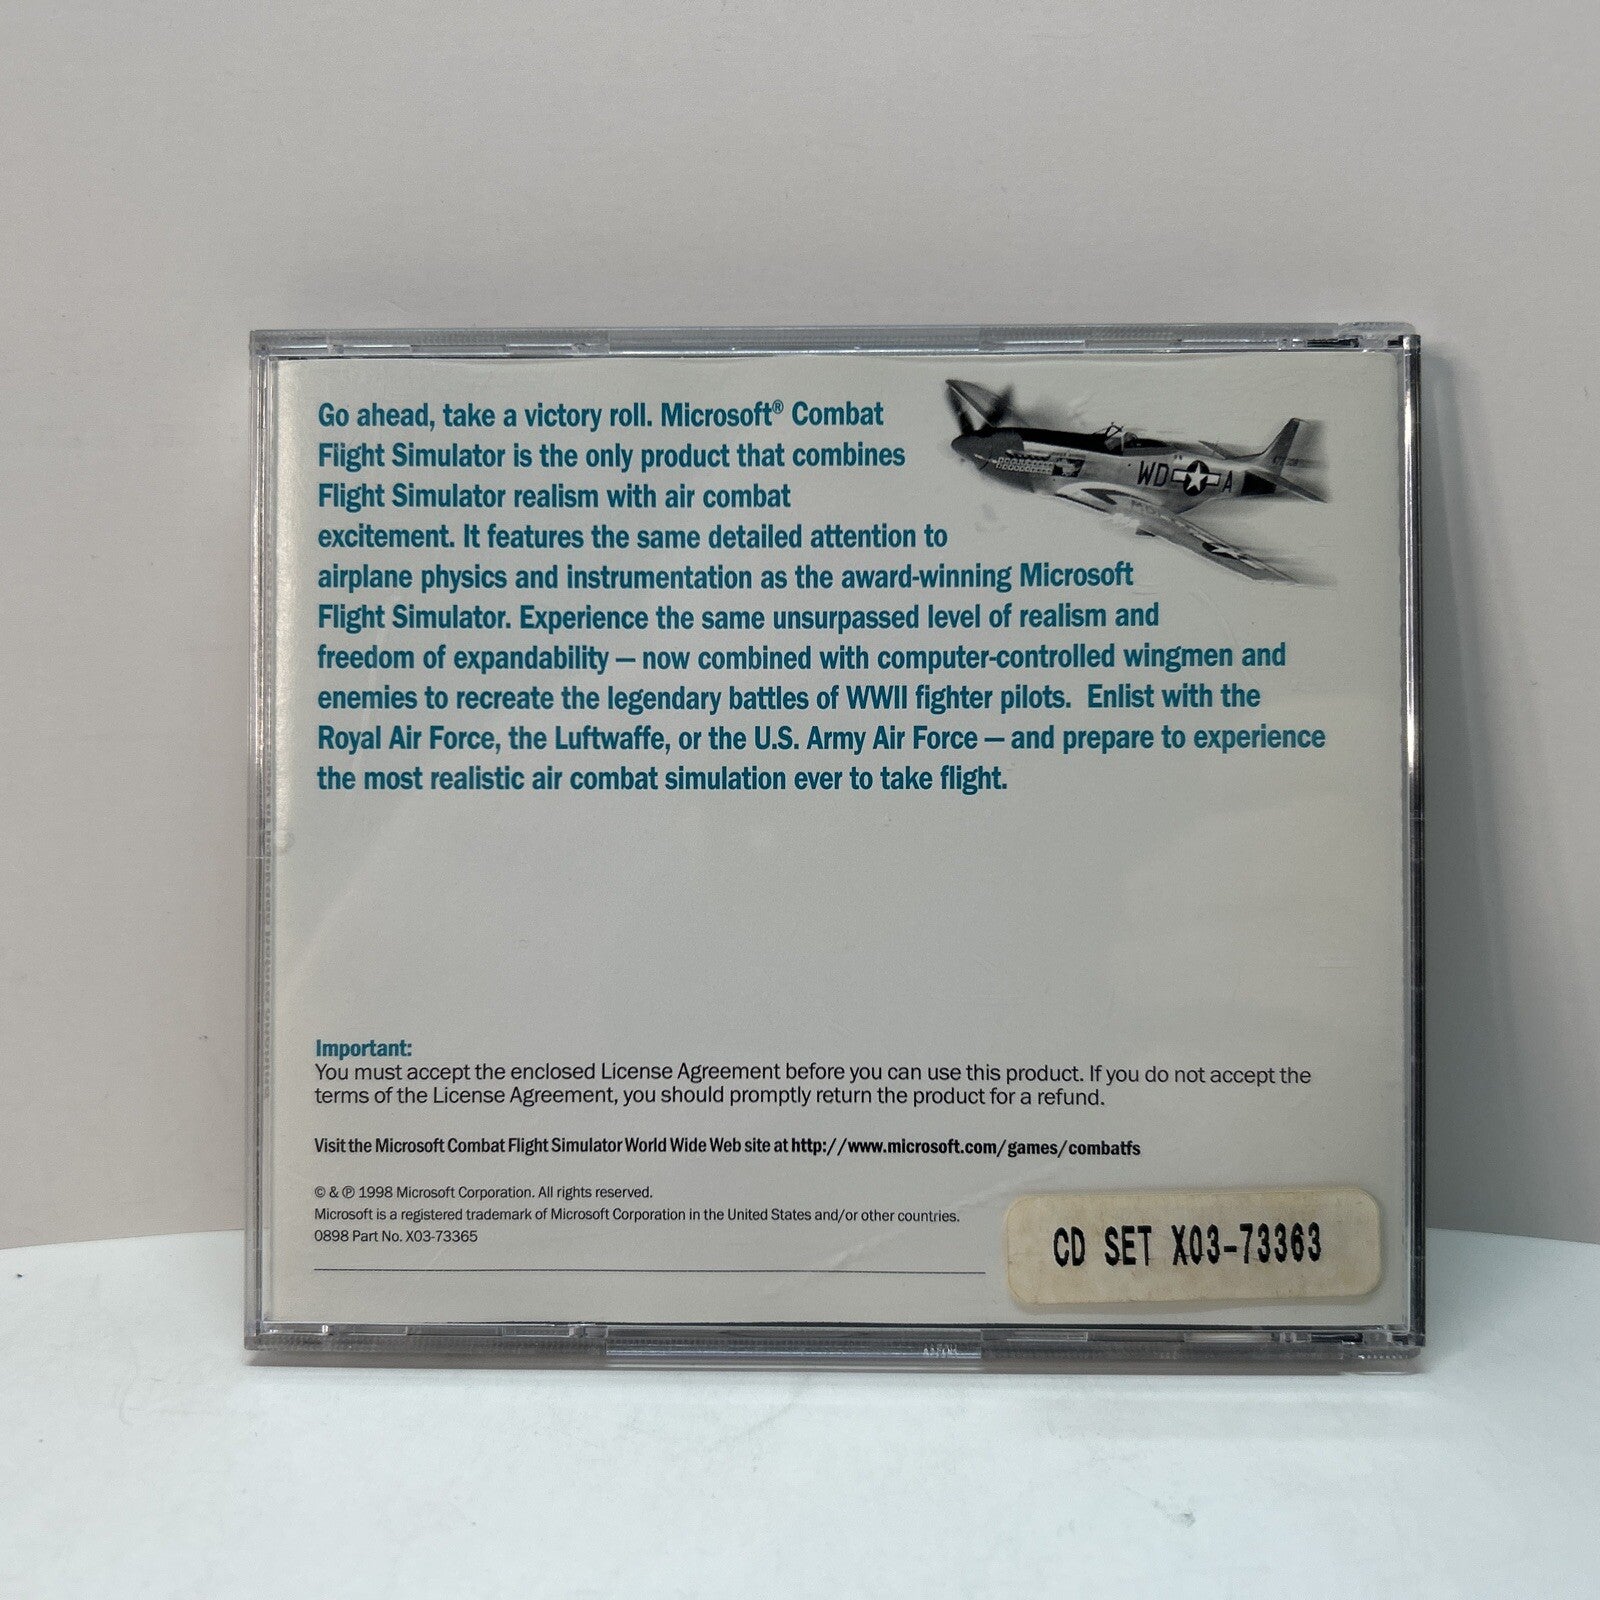 Go ahead, take a victory roll. Microsoft® Combat
Flight Simulator is the only product that combines
Flight Simulator realism with air combat
excitement. It features the same detailed attention to
airplane physics and instrumentation as the award-winning Microsoft
Flight Simulator. Experience the same unsurpassed level of realism and
freedom of expandability — now combined with computer-controlled wingmen and
enemies to recreate the legendary battles of WWII fighter pilots.  Enlist with the
Royal Air Force, the Luftwaffe, or the U.S. Army Air Force — and prepare to experience
the most realistic air combat simulation ever to take flight.
WD A
Important:
You must accept the enclosed License Agreement before you can use this product. If you do not accept the
terms of the License Agreement, you should promptly return the product for a refund.
Visit the Microsoft Combat Flight Simulator World Wide Web site at http://www.microsoft.com/games/combatfs
© & ℗ 1998 Microsoft Corporation. All rights reserved.
Microsoft is a registered trademark of Microsoft Corporation in the United States and/or other countries.
0898 Part No. X03-73365
CD SET X03-73363